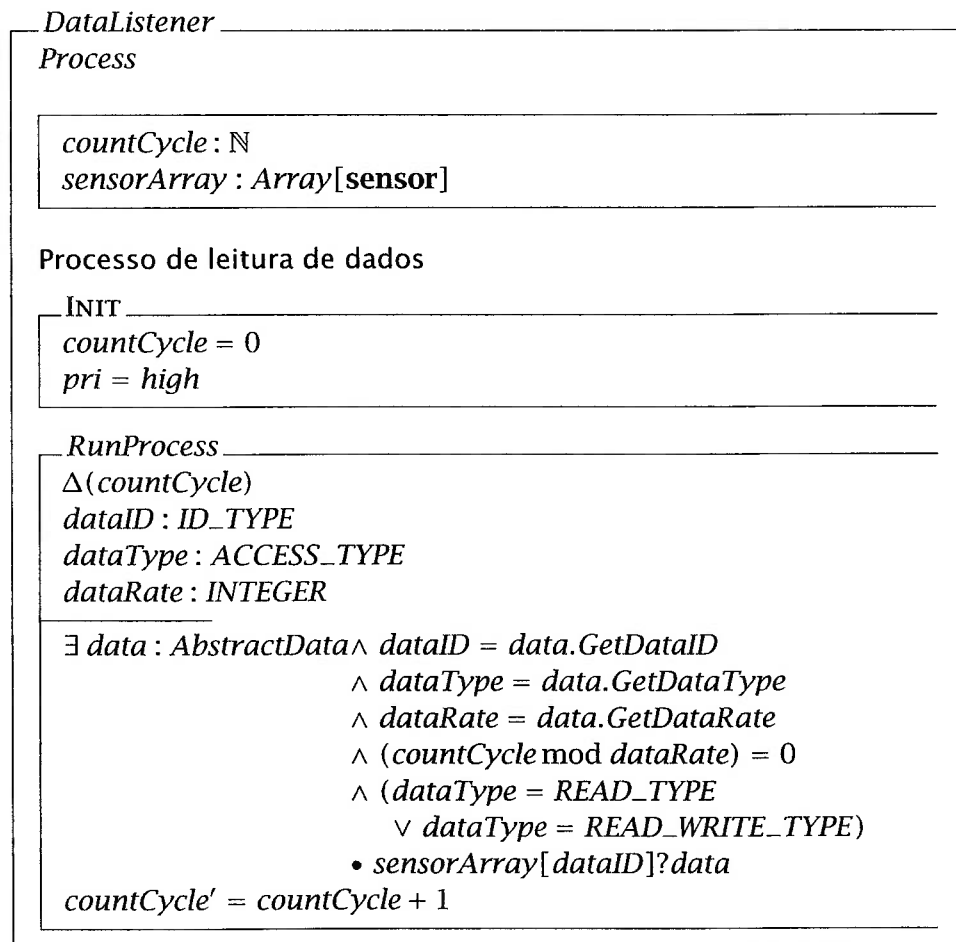 DataListener
Process
countCycle : ℕ
sensorArray : Array[sensor]
Processo de leitura de dados
INIT
countCycle = 0
pri = high
RunProcess
Δ(countCycle)
dataID : ID_TYPE
dataType : ACCESS_TYPE
dataRate : INTEGER
∃ data : AbstractData∧ dataID = data.GetDataID
∧ dataType = data.GetDataType
∧ dataRate = data.GetDataRate
∧ (countCycle mod dataRate) = 0
∧ (dataType = READ_TYPE
∨ dataType = READ_WRITE_TYPE)
• sensorArray[dataID]?data
countCycle′ = countCycle + 1